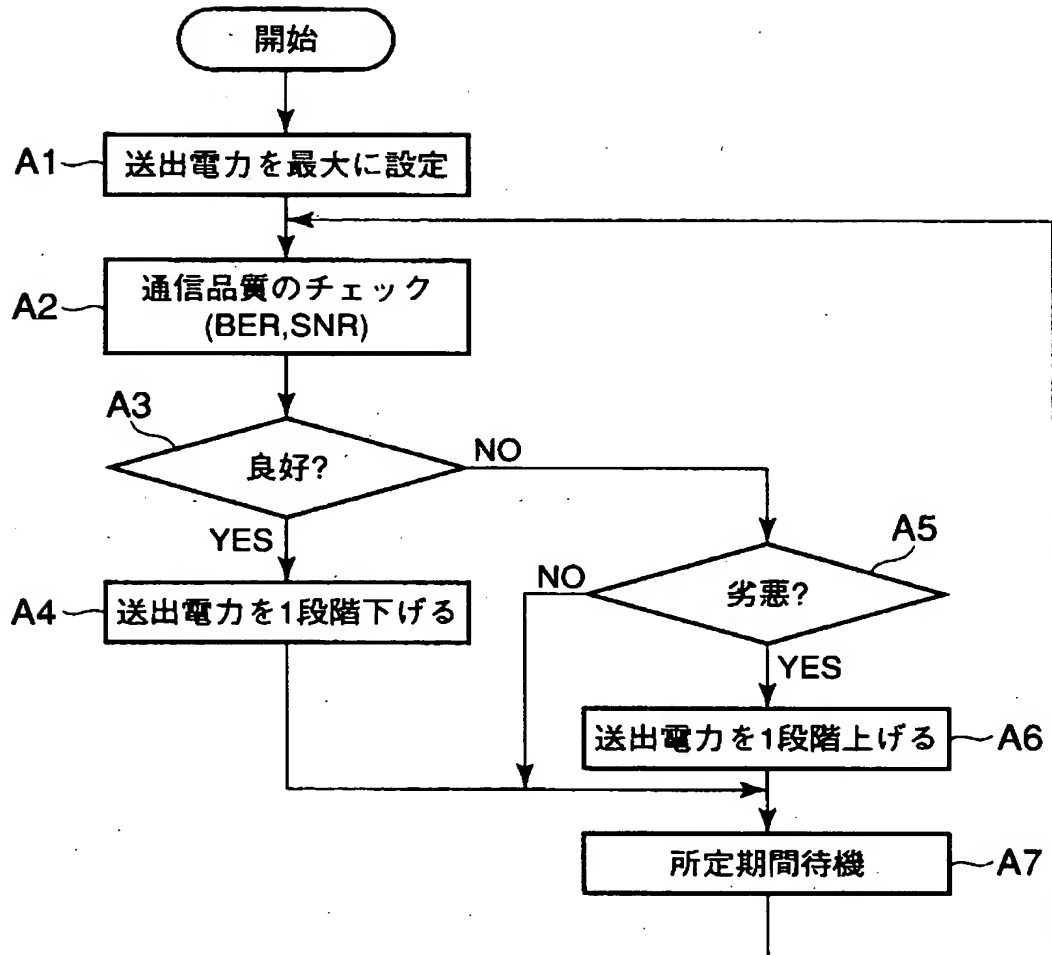 開始
A1
送出電力を最大に設定
A2
通信品質のチェック
(BER,SNR)
A3
良好?
NO
YES
A5
劣悪?
NO
YES
A4
送出電力を1段階下げる
送出電力を1段階上げる
A6
所定期間待機
A7